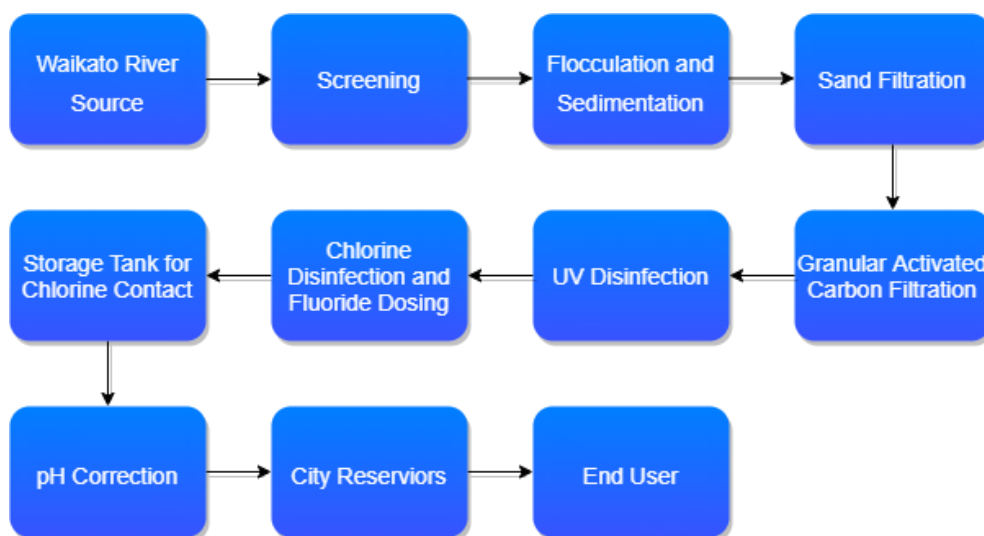 Waikato River
Source
Screening
Flocculation and
Sedimentation
Sand Filtration
Granular Activated
Carbon Filtration
UV Disinfection
Chlorine
Disinfection and
Fluoride Dosing
Storage Tank for
Chlorine Contact
pH Correction
City Reserviors
End User